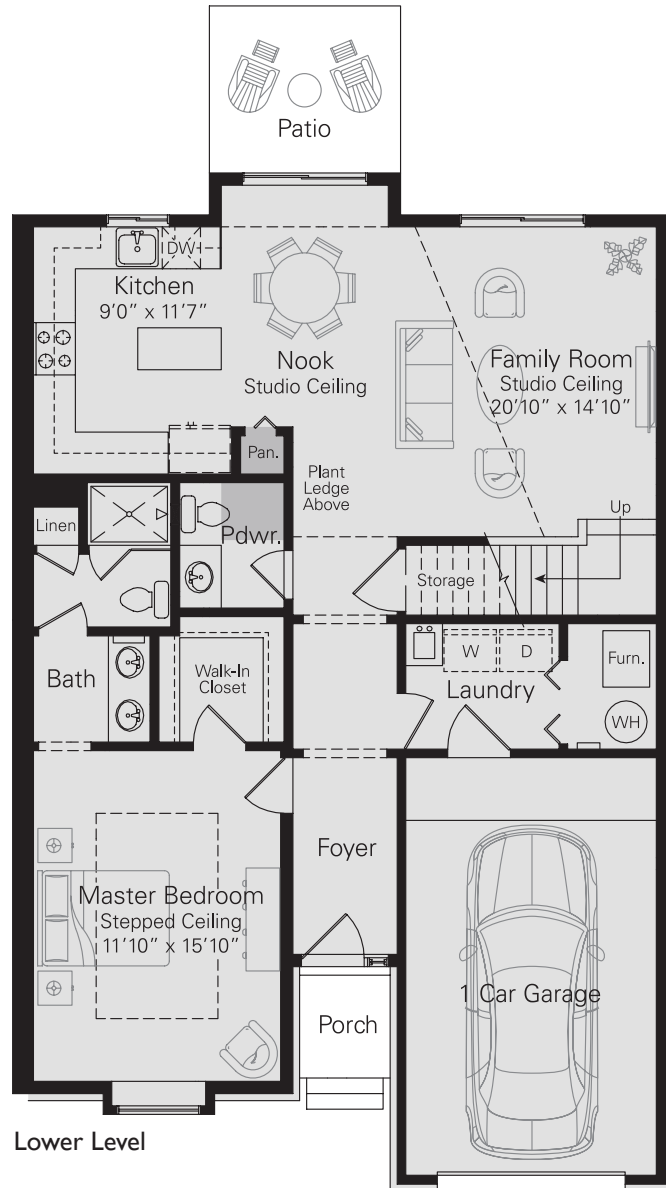 Patio
DW
Kitchen
9'0" x 11'7"
Nook
Studio Ceiling
Family Room
Studio Ceiling
20'10" x 14'10"
Pan.
Plant
Ledge
Above
Up
Linen
Pdwr.
Storage
Bath
Walk-In
Closet
W
D
Laundry
Furn.
WH
Foyer
Master Bedroom
Stepped Ceiling
11'10" x 15'10"
1 Car Garage
Porch
Lower Level